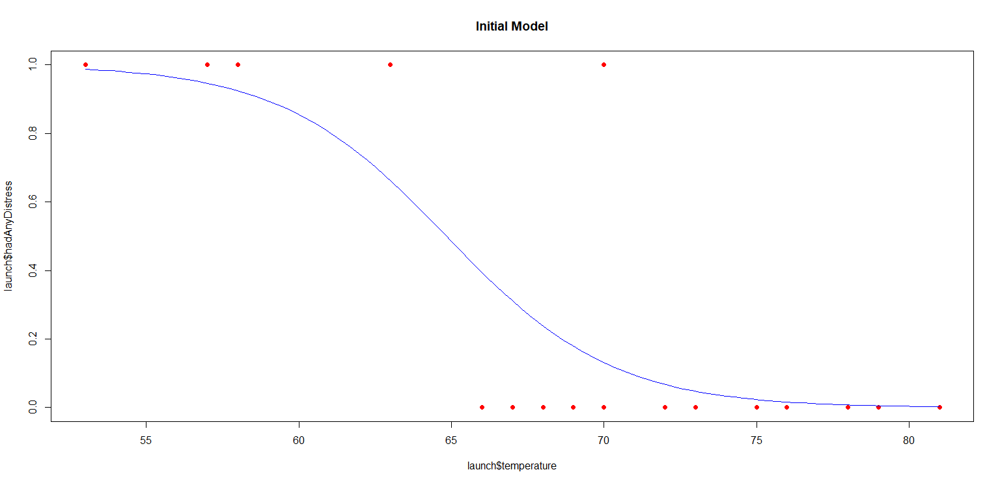 Initial Model
launch$hadAnyDistress
1.0
0.8
0.6
0.4
0.2
0.0
55 60 65 70 75 80
launch$temperature